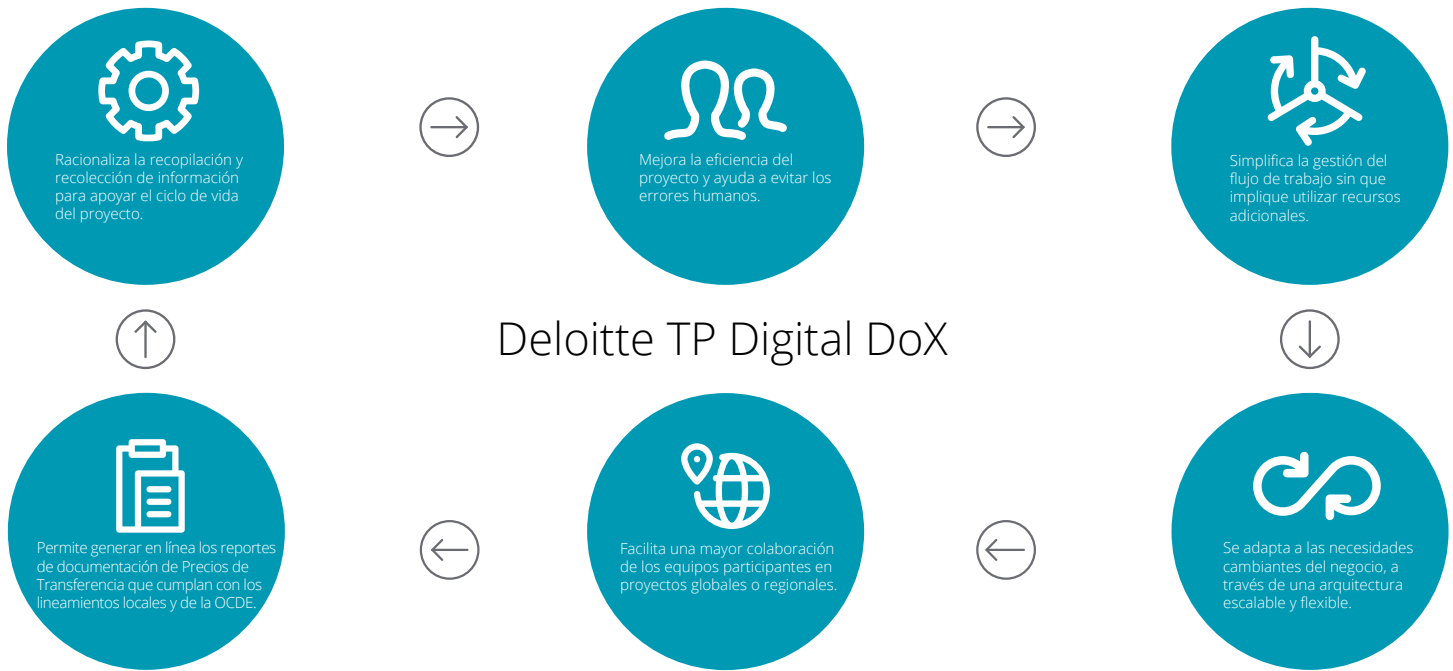 Racionaliza la recopilación y
recolección de información
para apoyar el ciclo de vida
del proyecto.
Mejora la eficiencia del
proyecto y ayuda a evitar los
errores humanos.
Simplifica la gestión del
flujo de trabajo sin que
implique utilizar recursos
adicionales.
Deloitte TP Digital DoX
Permite generar en línea los reportes
de documentación de Precios de
Transferencia que cumplan con los
lineamientos locales y de la OCDE.
Facilita una mayor colaboración
de los equipos participantes en
proyectos globales o regionales.
Se adapta a las necesidades
cambiantes del negocio, a
través de una arquitectura
escalable y flexible.